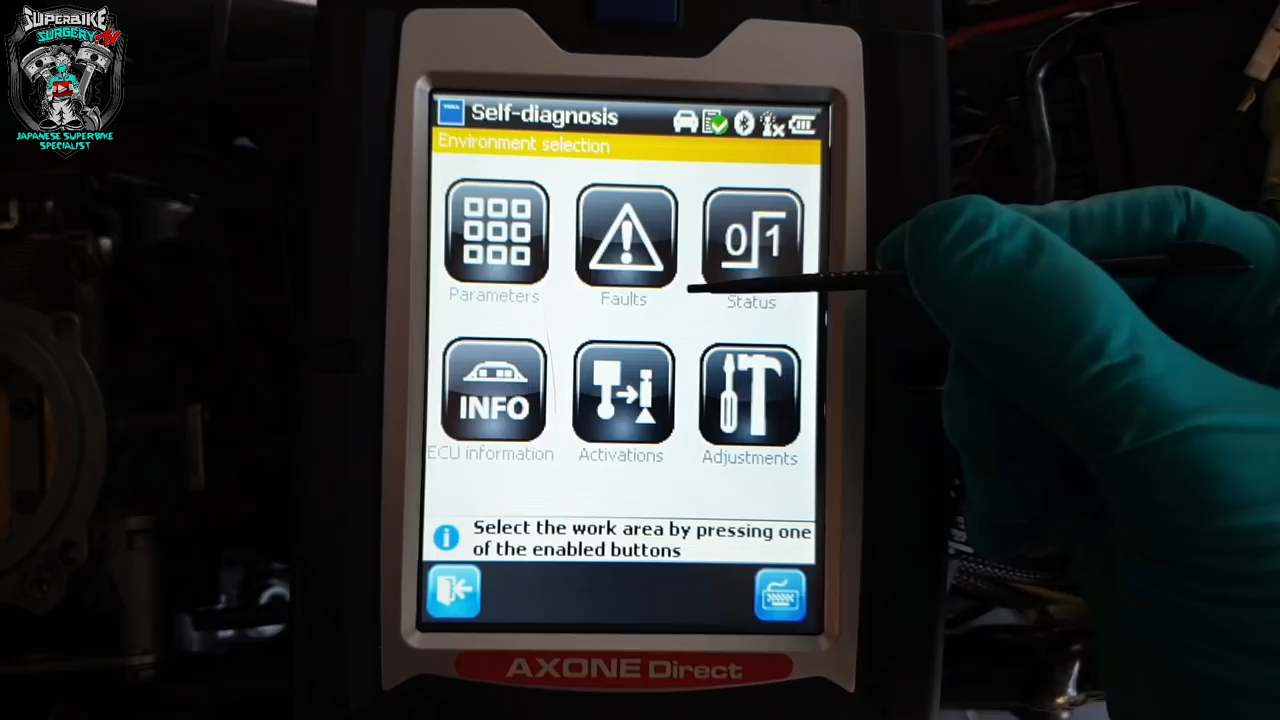 SUPERBIKE
SURGERY TV
JAPANESE SUPERBIKE
SPECIALIST
Self-diagnosis
Environment selection
Parameters
Faults
0 1
Status
INFO
ECU information
Activations
Adjustments
i
Select the work area by pressing one
of the enabled buttons
AXONE Direct